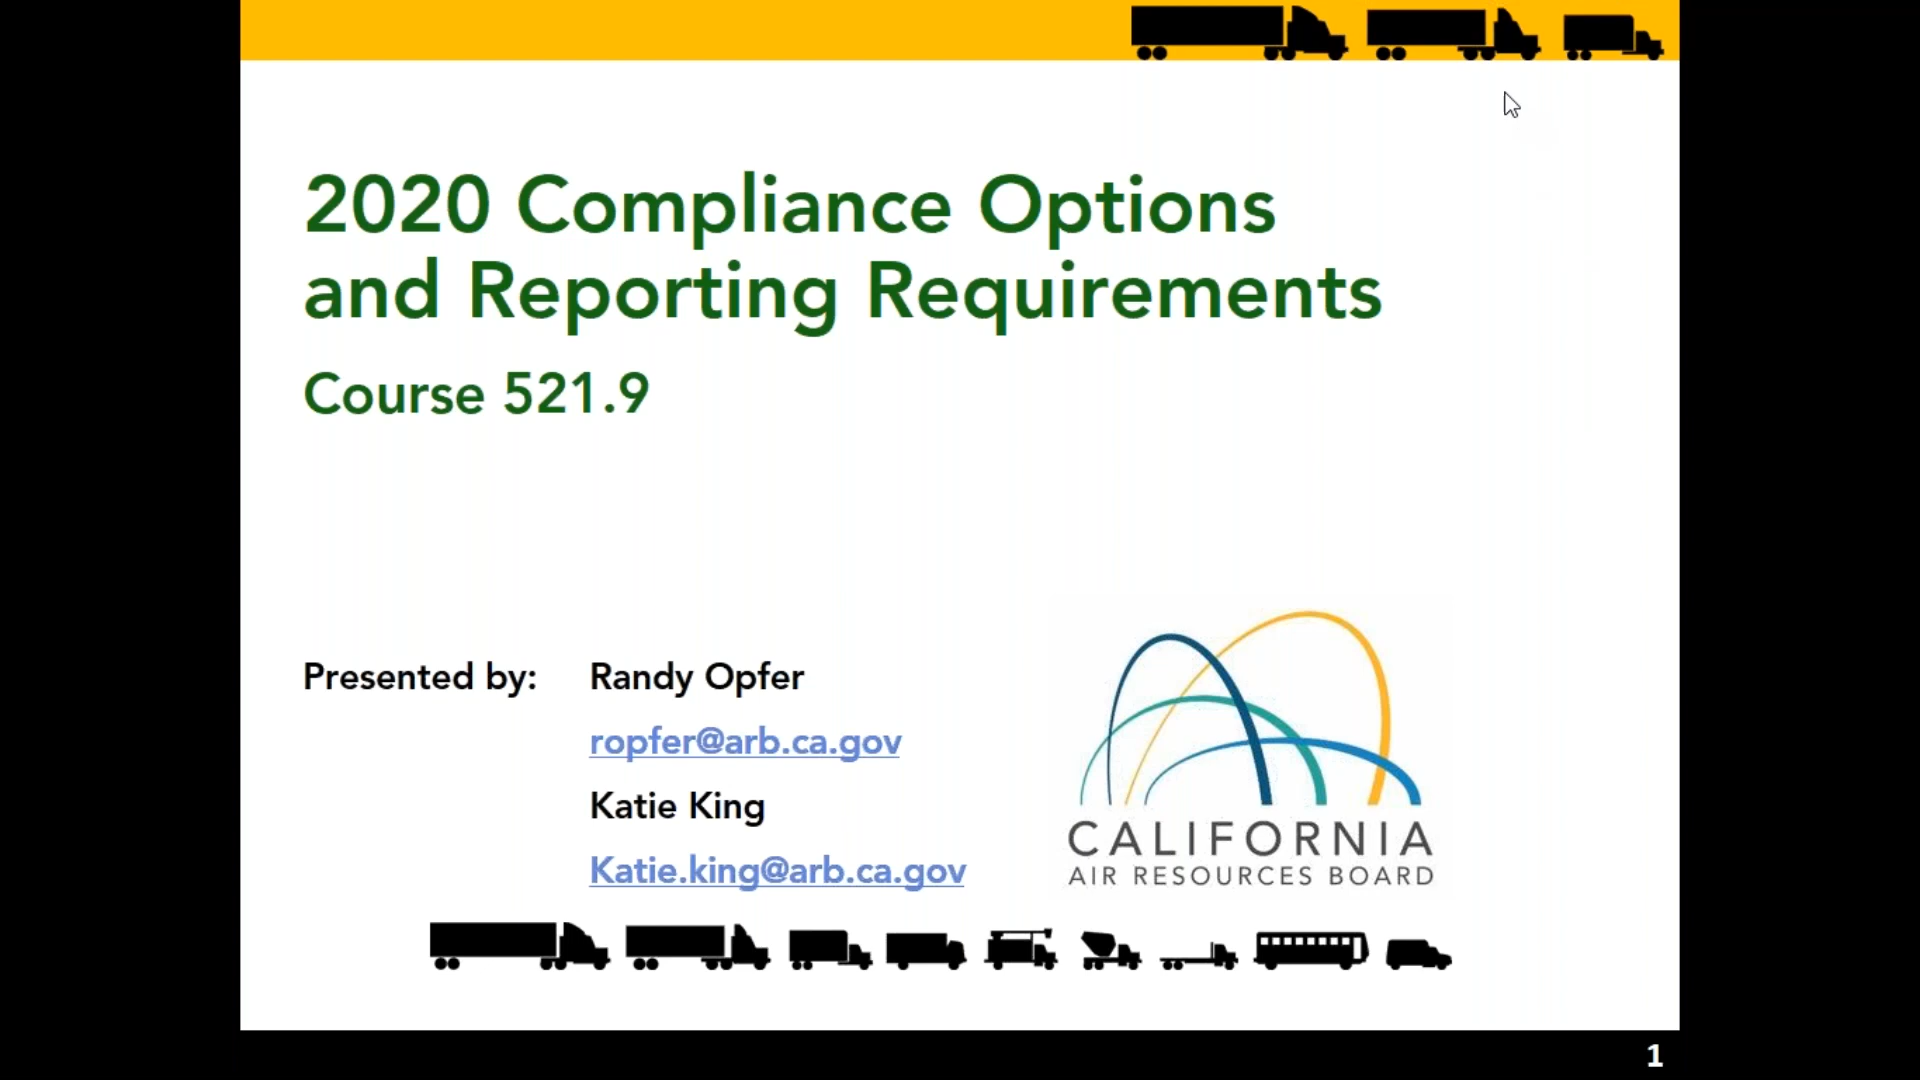 2020 Compliance Options
and Reporting Requirements
Course 521.9
Presented by: Randy Opfer
ropfer@arb.ca.gov
Katie King
Katie.king@arb.ca.gov
CALIFORNIA
AIR RESOURCES BOARD
1